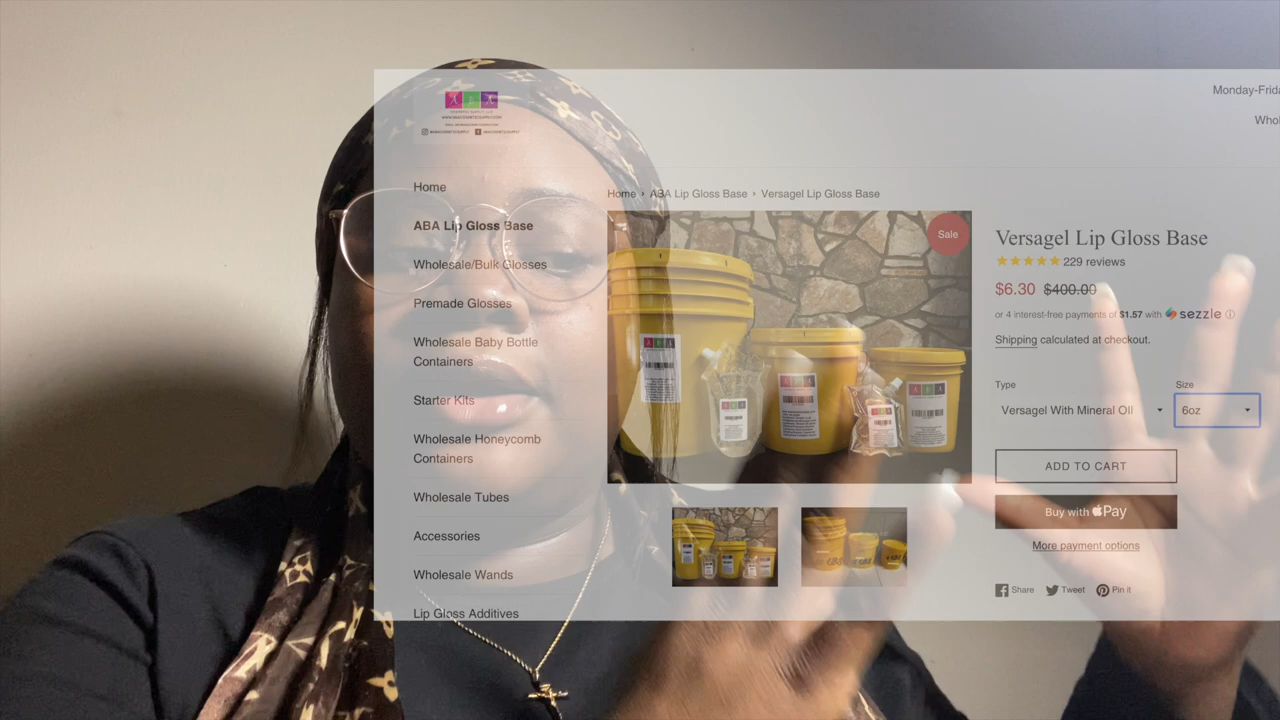 Monday-Frida
Whol
Home
ABA Lip Gloss Base
Wholesale/Bulk Glosses
Premade Glosses
Wholesale Baby Bottle
Containers
Starter Kits
Wholesale Honeycomb
Containers
Wholesale Tubes
Accessories
Wholesale Wands
Lip Gloss Additives
Home › ABA Lip Gloss Base › Versagel Lip Gloss Base
Sale
Versagel Lip Gloss Base
229 reviews
$6.30 $400.00
or 4 interest-free payments of $1.57 with sezzle
Shipping calculated at checkout.
Type Size
Versagel With Mineral OIl 6oz
ADD TO CART
Buy with Pay
More payment options
Share Tweet Pin it